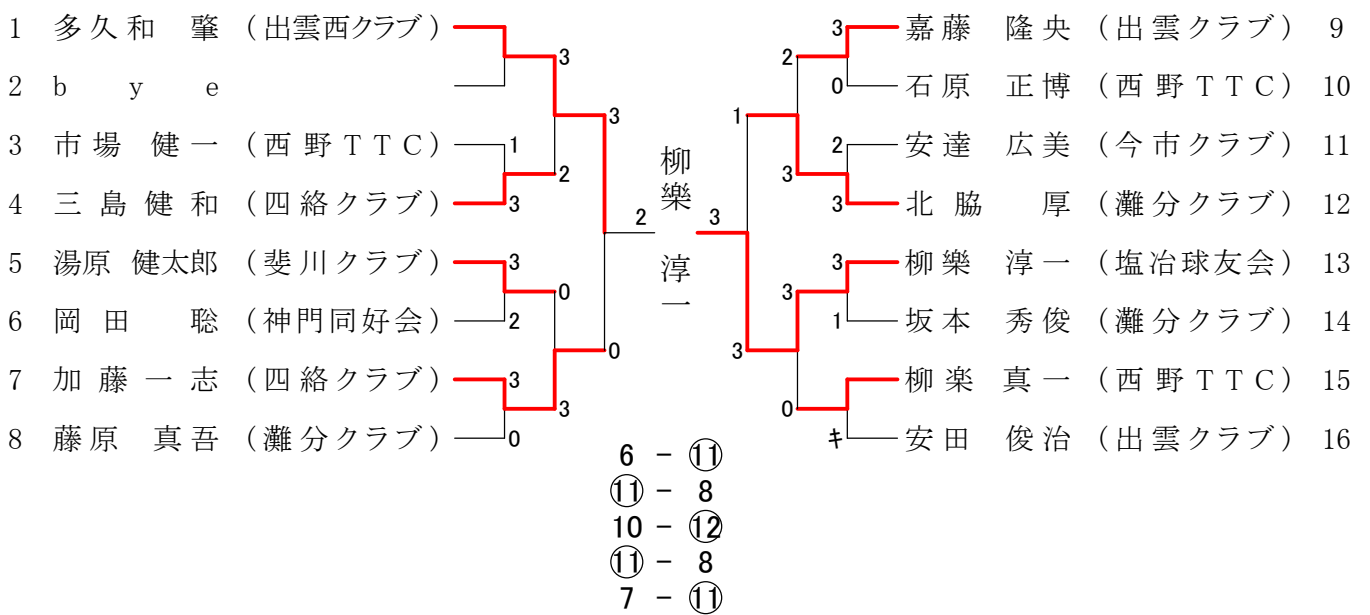 1 多久和 肇 (出雲西クラブ)
3
2 b y e
3
3 市場 健一 (西野TTC) 1
2
4 三島健和 (四絡クラブ) 3
2
5 湯原 健太郎 (斐川クラブ) 3
0
6 岡田 聡 (神門同好会) 2
0
7 加藤一志 (四絡クラブ) 3
3
8 藤原 真吾 (灘分クラブ) 0
柳樂 淳一
3 嘉藤 隆央 (出雲クラブ) 9
2
0 石原 正博 (西野TTC) 10
1
2 安達 広美 (今市クラブ) 11
3
3 北脇 厚 (灘分クラブ) 12
3
3 柳樂 淳一 (塩冶球友会) 13
3
1 坂本 秀俊 (灘分クラブ) 14
3
柳楽 真一 (西野TTC) 15
0
キ 安田 俊治 (出雲クラブ) 16
6 - ⑪
⑪ - 8
10 - ⑫
⑪ - 8
7 - ⑪